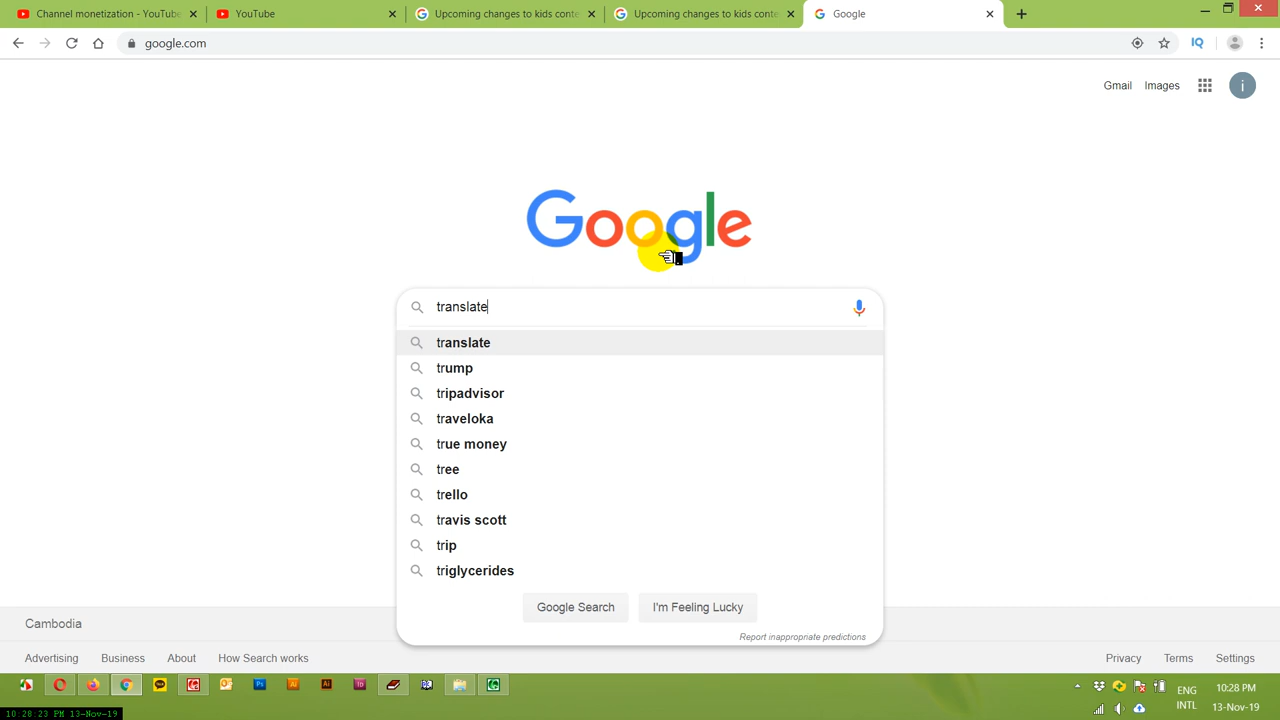 Channel monetization - YouTube
YouTube
Upcoming changes to kids conte
Upcoming changes to kids conte
Google
google.com
Gmail
Images
i
Google
translate
translate
trump
tripadvisor
traveloka
true money
tree
trello
travis scott
trip
triglycerides
Google Search
I'm Feeling Lucky
Report inappropriate predictions
Cambodia
Advertising
Business
About
How Search works
Privacy
Terms
Settings
ENG
INTL
10:28 PM
13-Nov-19
10:28:23 PM 13-Nov-19